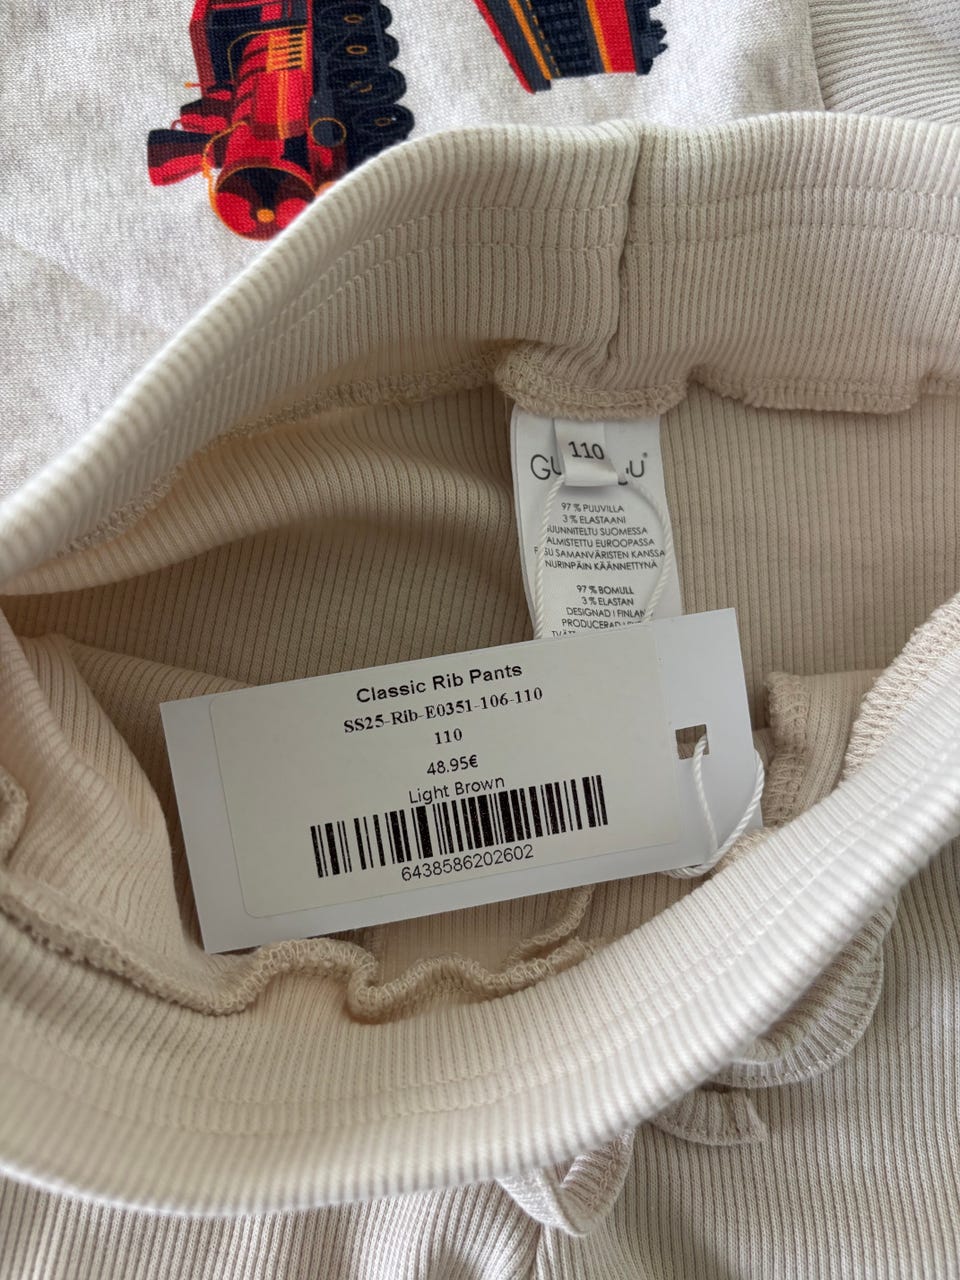 110
97 % PUUVILLA
3 % ELASTAANI
SUUNNITELTU SUOMESSA
VALMISTETTU EUROOPASSA
PESU SAMANVÄRISTEN KANSSA
NURINPÄIN KÄÄNNETTYNÄ
97 % BOMULL
3 % ELASTAN
DESIGNAD I FINLAND
Classic Rib Pants
SS25-Rib-E0351-106-110
110
48.95€
Light Brown
6438586202602